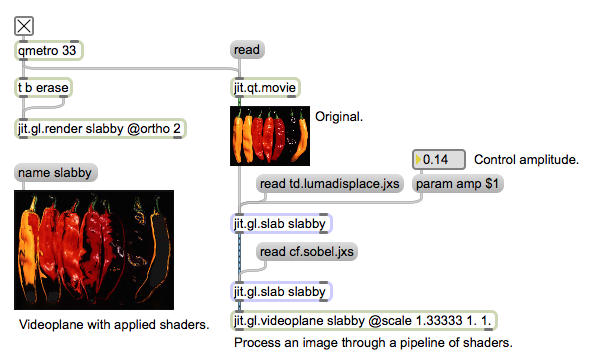 qmetro 33
read
t b erase
jit.qt.movie
jit.gl.render slabby @ortho 2
Original.
0.14
Control amplitude.
name slabby
read td.lumadisplace.jxs
param amp $1
jit.gl.slab slabby
read cf.sobel.jxs
jit.gl.slab slabby
Videoplane with applied shaders.
jit.gl.videoplane slabby @scale 1.33333 1. 1.
Process an image through a pipeline of shaders.